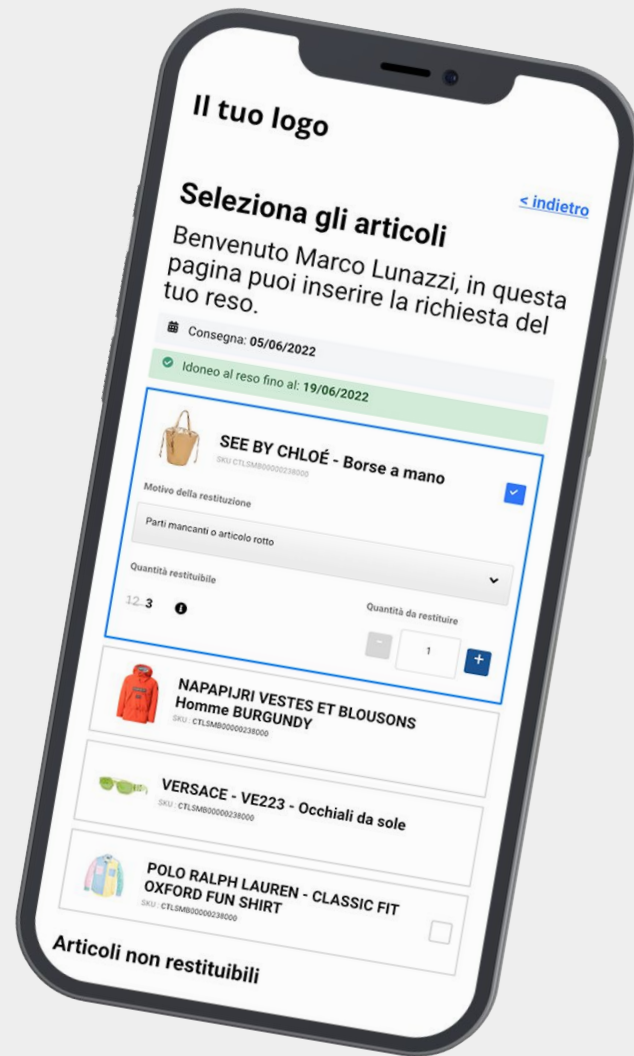 Il tuo logo
< indietro
Seleziona gli articoli
Benvenuto Marco Lunazzi, in questa
pagina puoi inserire la richiesta del
tuo reso.
Consegna: 05/06/2022
Idoneo al reso fino al: 19/06/2022
SEE BY CHLOÉ - Borse a mano
SKU CTLSMB00000238000
Motivo della restituzione
Parti mancanti o articolo rotto
Quantità restituibile
Quantità da restituire
12 3
- 1 +
NAPAPIJRI VESTES ET BLOUSONS
Homme BURGUNDY
SKU : CTLSMB00000238000
VERSACE - VE223 - Occhiali da sole
SKU : CTLSMB00000238000
POLO RALPH LAUREN - CLASSIC FIT
OXFORD FUN SHIRT
SKU : CTLSMB00000238000
Articoli non restituibili